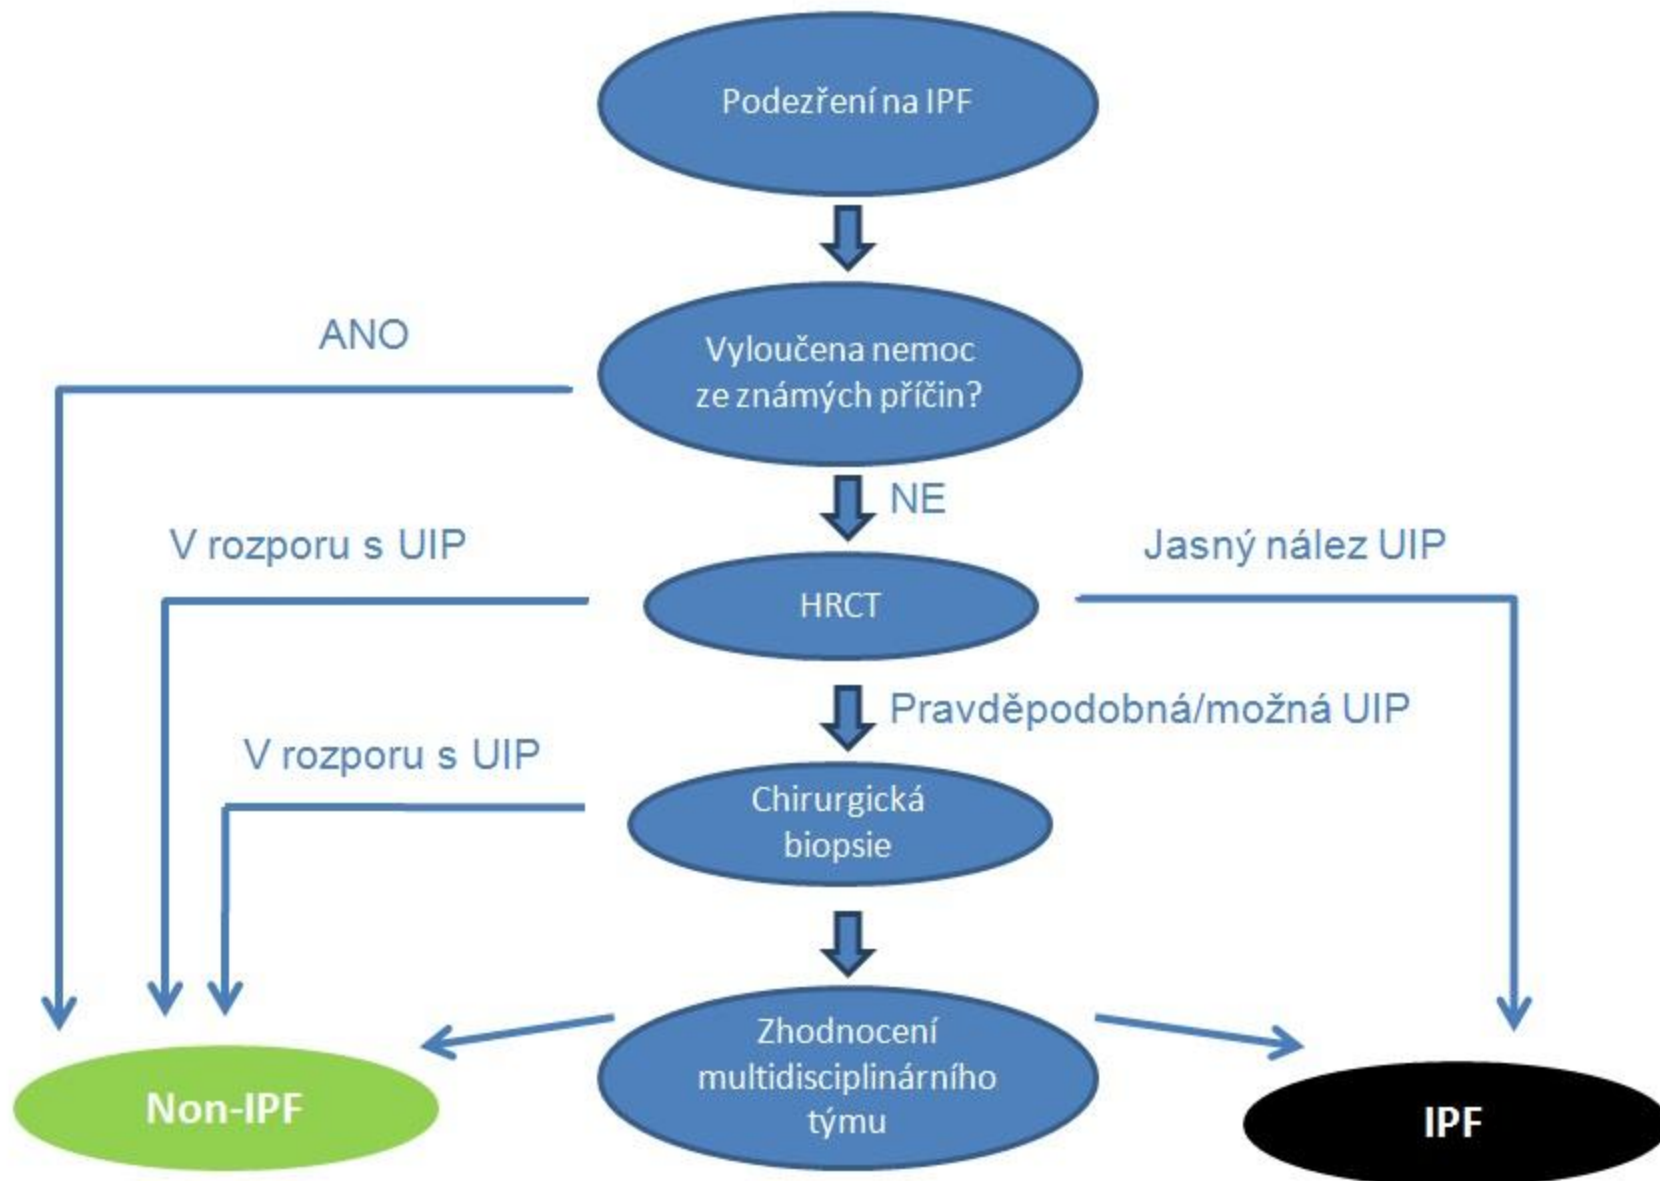 Podezření na IPF
ANO
Vyloučena nemoc
ze známých příčin?
NE
V rozporu s UIP
Jasný nález UIP
HRCT
Pravděpodobná/možná UIP
V rozporu s UIP
Chirurgická
biopsie
Zhodnocení
multidisciplinárního
týmu
Non-IPF
IPF